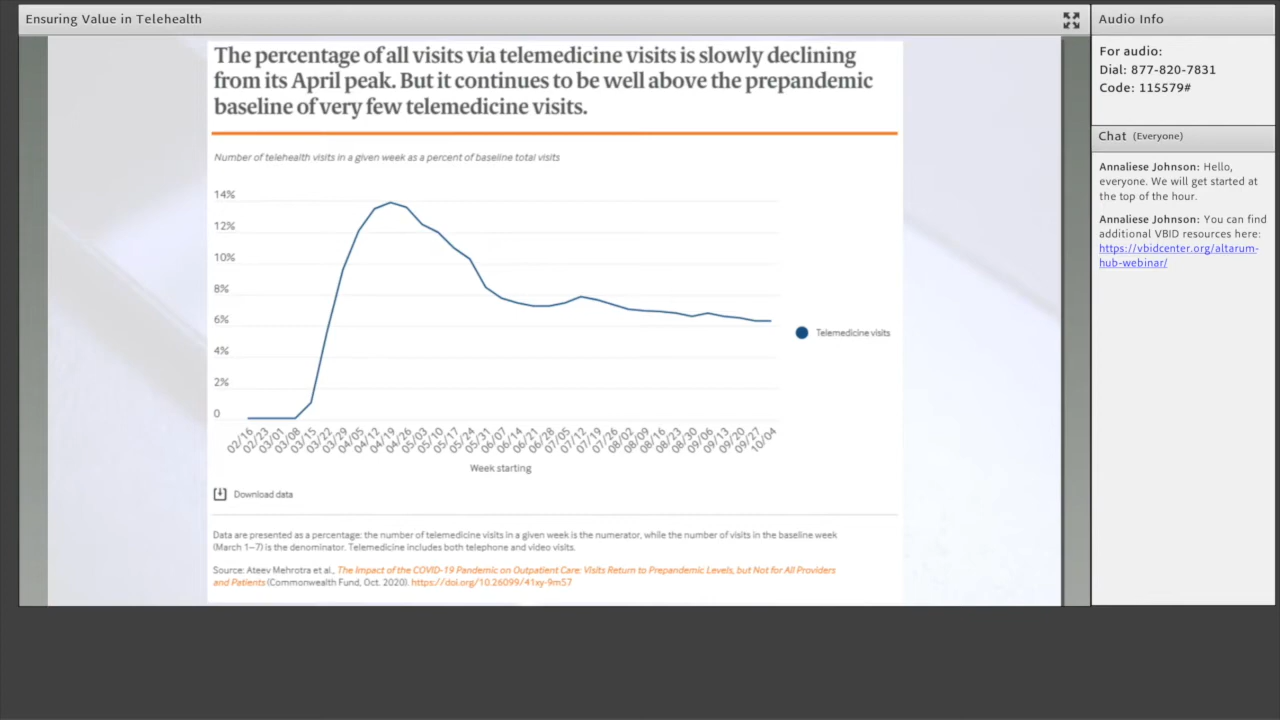 Ensuring Value in Telehealth
The percentage of all visits via telemedicine visits is slowly declining
from its April peak. But it continues to be well above the prepandemic
baseline of very few telemedicine visits.
Number of telehealth visits in a given week as a percent of baseline total visits
14%
12%
10%
8%
6%
4%
2%
0
02/16
02/23
03/01
03/08
03/15
03/22
03/29
04/05
04/12
04/19
04/26
05/03
05/10
05/17
05/24
05/31
06/07
06/14
06/21
06/28
07/05
07/12
07/19
07/26
08/02
08/09
08/16
08/23
08/30
09/06
09/13
09/20
09/27
10/04
Week starting
Telemedicine visits
Download data
Data are presented as a percentage: the number of telemedicine visits in a given week is the numerator, while the number of visits in the baseline week
(March 1–7) is the denominator. Telemedicine includes both telephone and video visits.
Source: Ateev Mehrotra et al., The Impact of the COVID-19 Pandemic on Outpatient Care: Visits Return to Prepandemic Levels, but Not for All Providers
and Patients (Commonwealth Fund, Oct. 2020). https://doi.org/10.26099/41xy-9m57
Audio Info
For audio:
Dial: 877-820-7831
Code: 115579#
Chat (Everyone)
Annaliese Johnson: Hello,
everyone. We will get started at
the top of the hour.
Annaliese Johnson: You can find
additional VBID resources here:
https://vbidcenter.org/altarum-
hub-webinar/